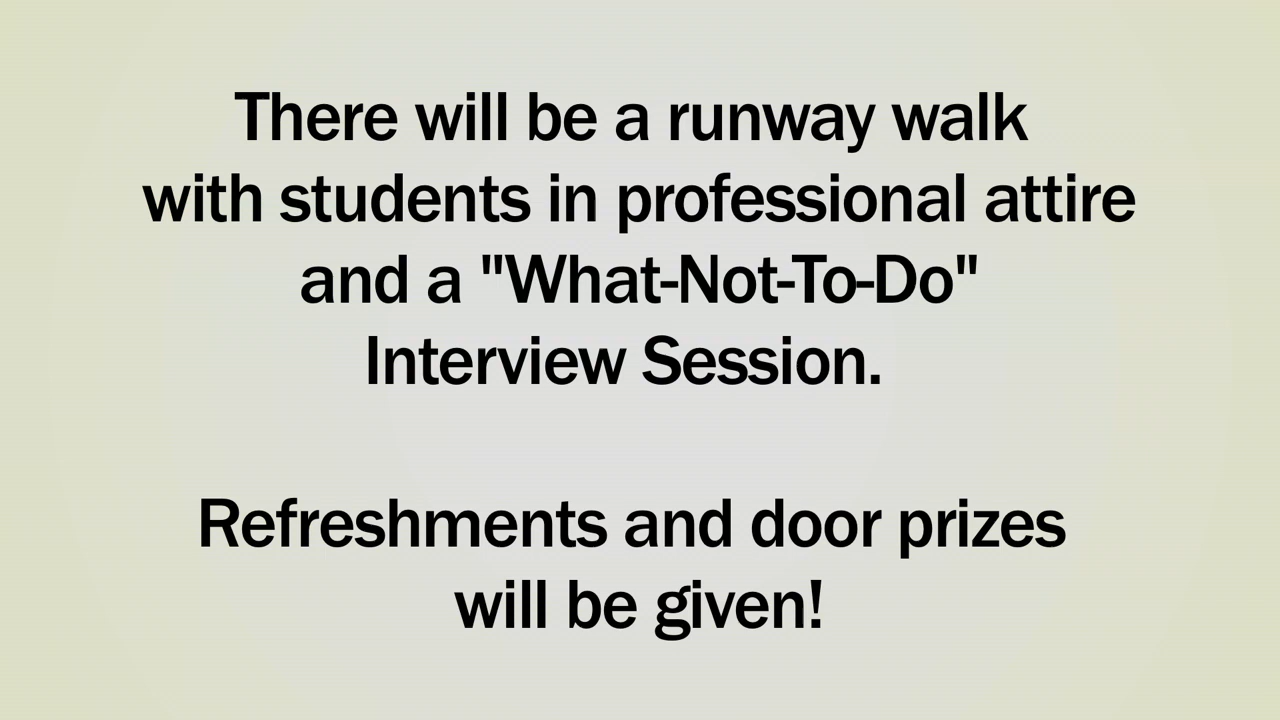 There will be a runway walk
with students in professional attire
and a "What-Not-To-Do"
Interview Session.
Refreshments and door prizes
will be given!